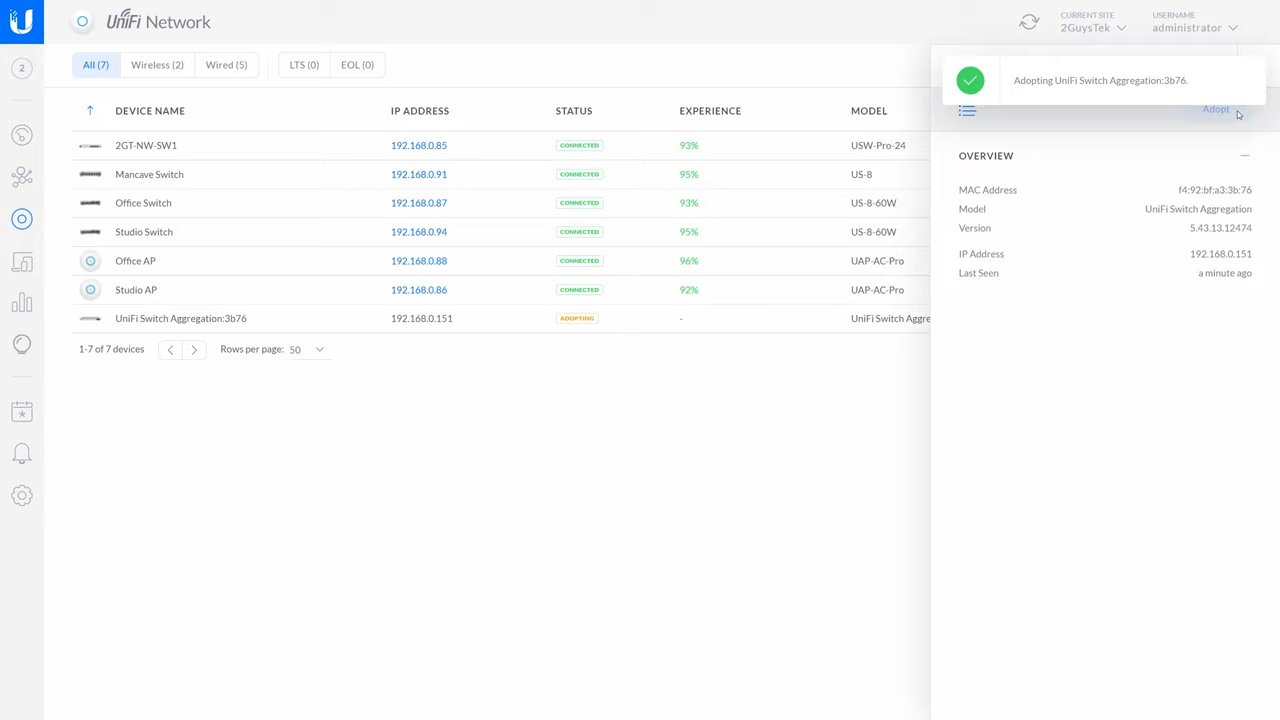 UniFi Network
CURRENT SITE
2GuysTek
USERNAME
administrator
2
All (7)
Wireless (2)
Wired (5)
LTS (0)
EOL (0)
Adopting UniFi Switch Aggregation:3b76.
Adopt
DEVICE NAME IP ADDRESS STATUS EXPERIENCE MODEL
2GT-NW-SW1 192.168.0.85 CONNECTED 93% USW-Pro-24
Mancave Switch 192.168.0.91 CONNECTED 95% US-8
Office Switch 192.168.0.87 CONNECTED 93% US-8-60W
Studio Switch 192.168.0.94 CONNECTED 95% US-8-60W
Office AP 192.168.0.88 CONNECTED 96% UAP-AC-Pro
Studio AP 192.168.0.86 CONNECTED 92% UAP-AC-Pro
UniFi Switch Aggregation:3b76 192.168.0.151 ADOPTING - UniFi Switch Aggre
1-7 of 7 devices Rows per page: 50
OVERVIEW
MAC Address f4:92:bf:a3:3b:76
Model UniFi Switch Aggregation
Version 5.43.13.12474
IP Address 192.168.0.151
Last Seen a minute ago